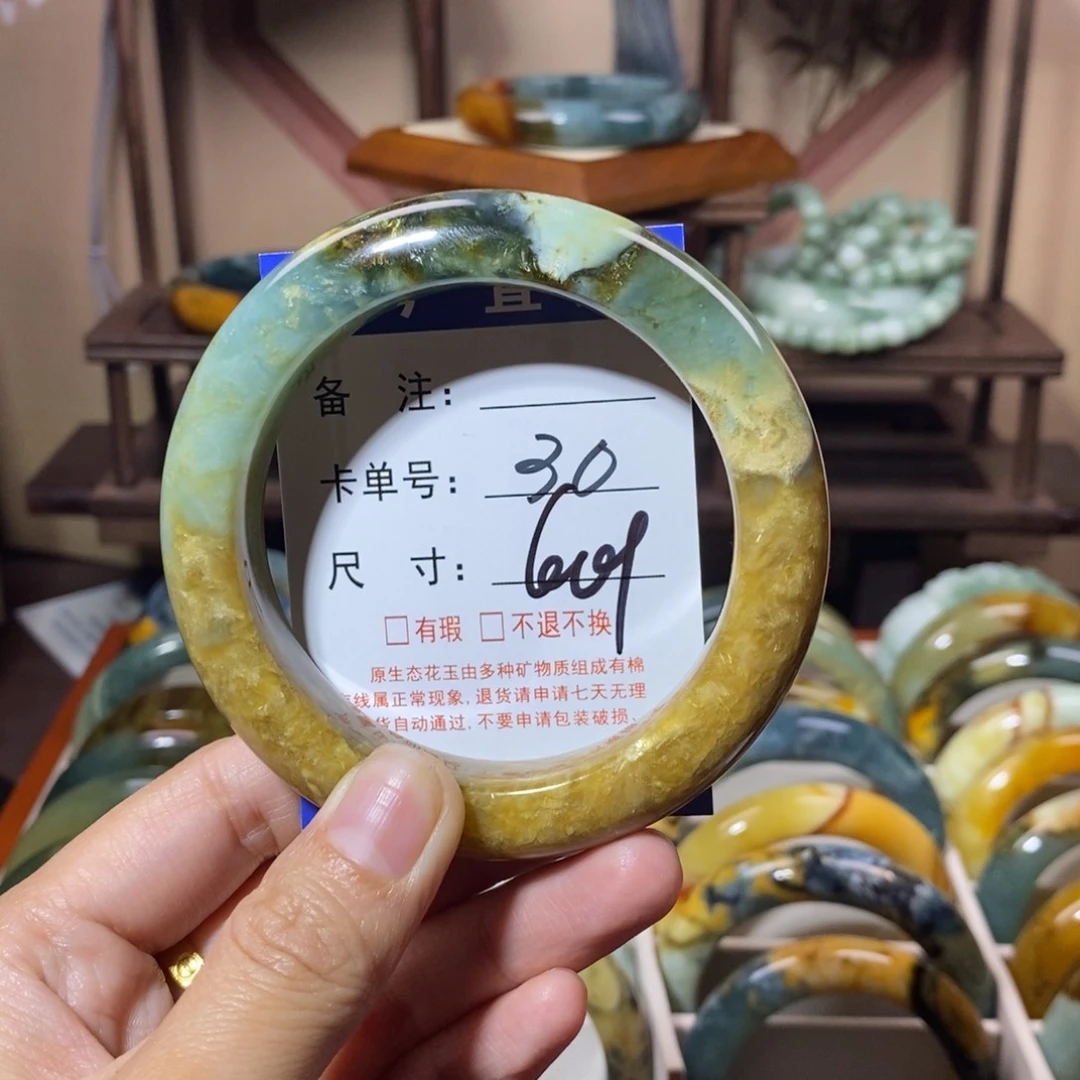 备 注:
卡单号: 30
尺 寸:
□有瑕 □不退不换
原生态花玉由多种矿物质组成有棉
线属正常现象,退货请申请七天无理
自动通过,不要申请包装破损、